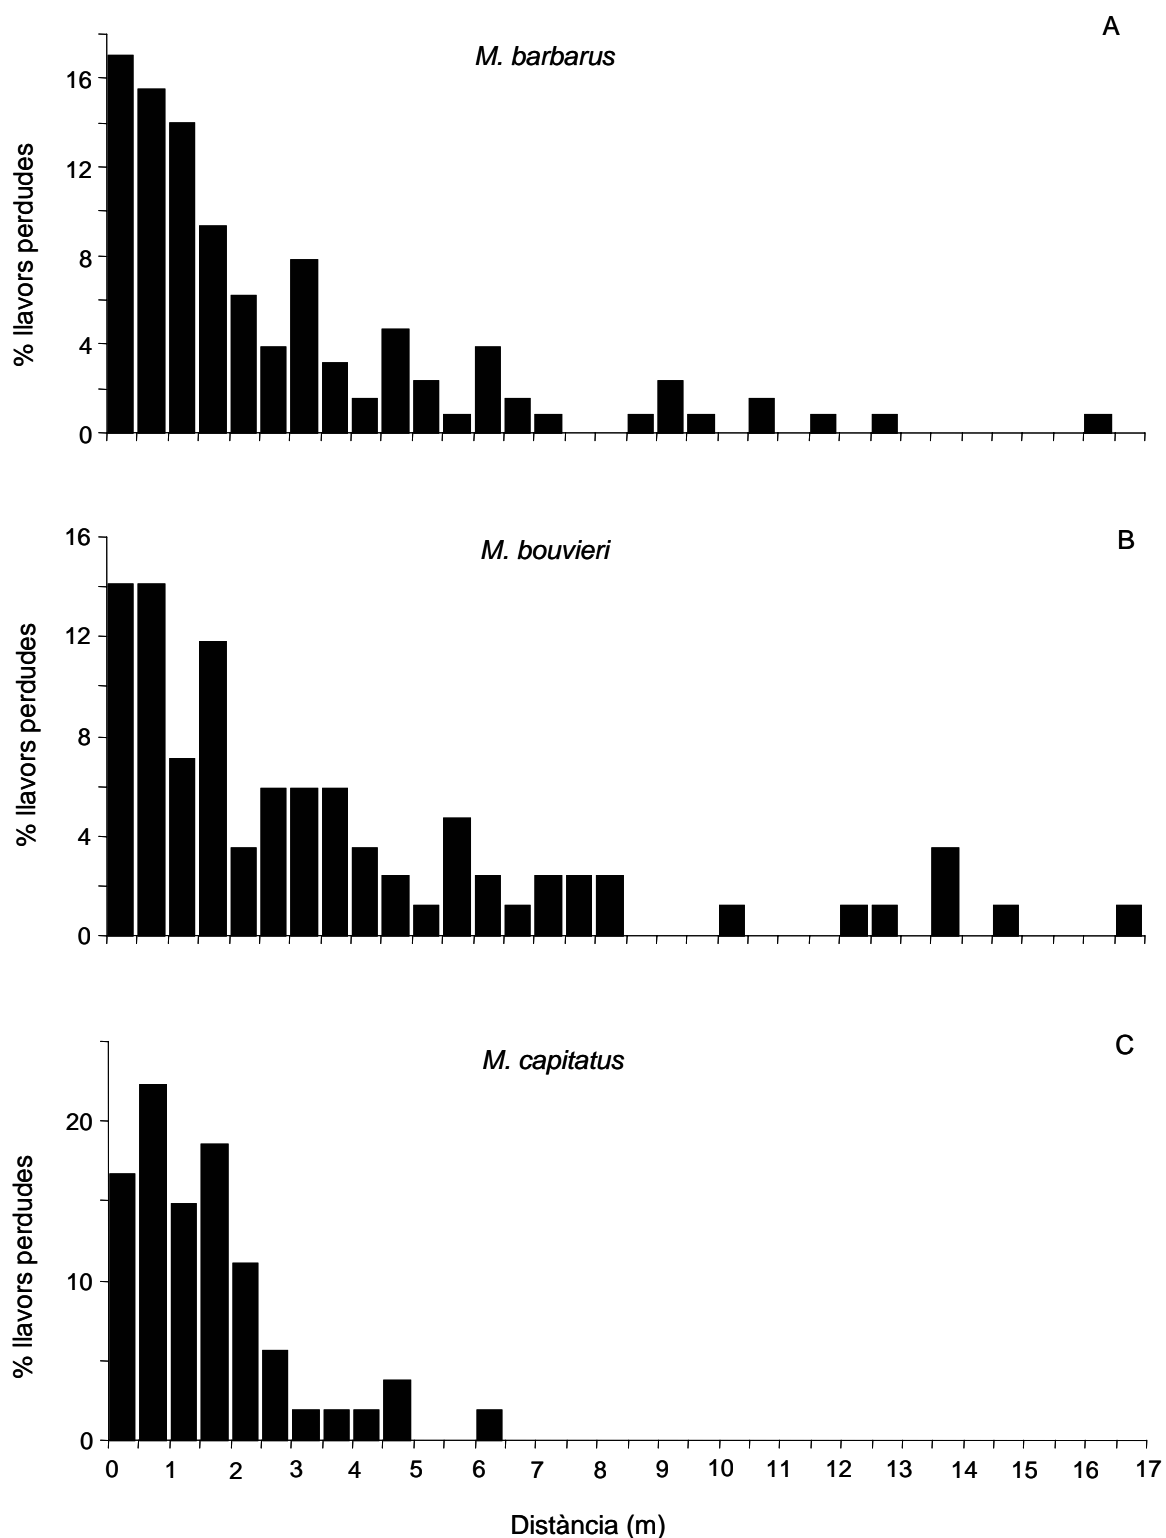 A
M. barbarus
% llavors perdudes
16
12
8
4
0
B
M. bouvieri
% llavors perdudes
16
12
8
4
0
C
M. capitatus
% llavors perdudes
20
10
0
0 1 2 3 4 5 6 7 8 9 10 11 12 13 14 15 16 17
Distància (m)